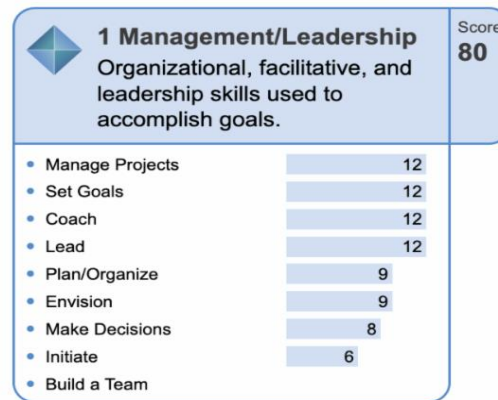 1 Management/Leadership
Organizational, facilitative, and
leadership skills used to
accomplish goals.
Score
80
• Manage Projects 12
• Set Goals 12
• Coach 12
• Lead 12
• Plan/Organize 9
• Envision 9
• Make Decisions 8
• Initiate 6
• Build a Team